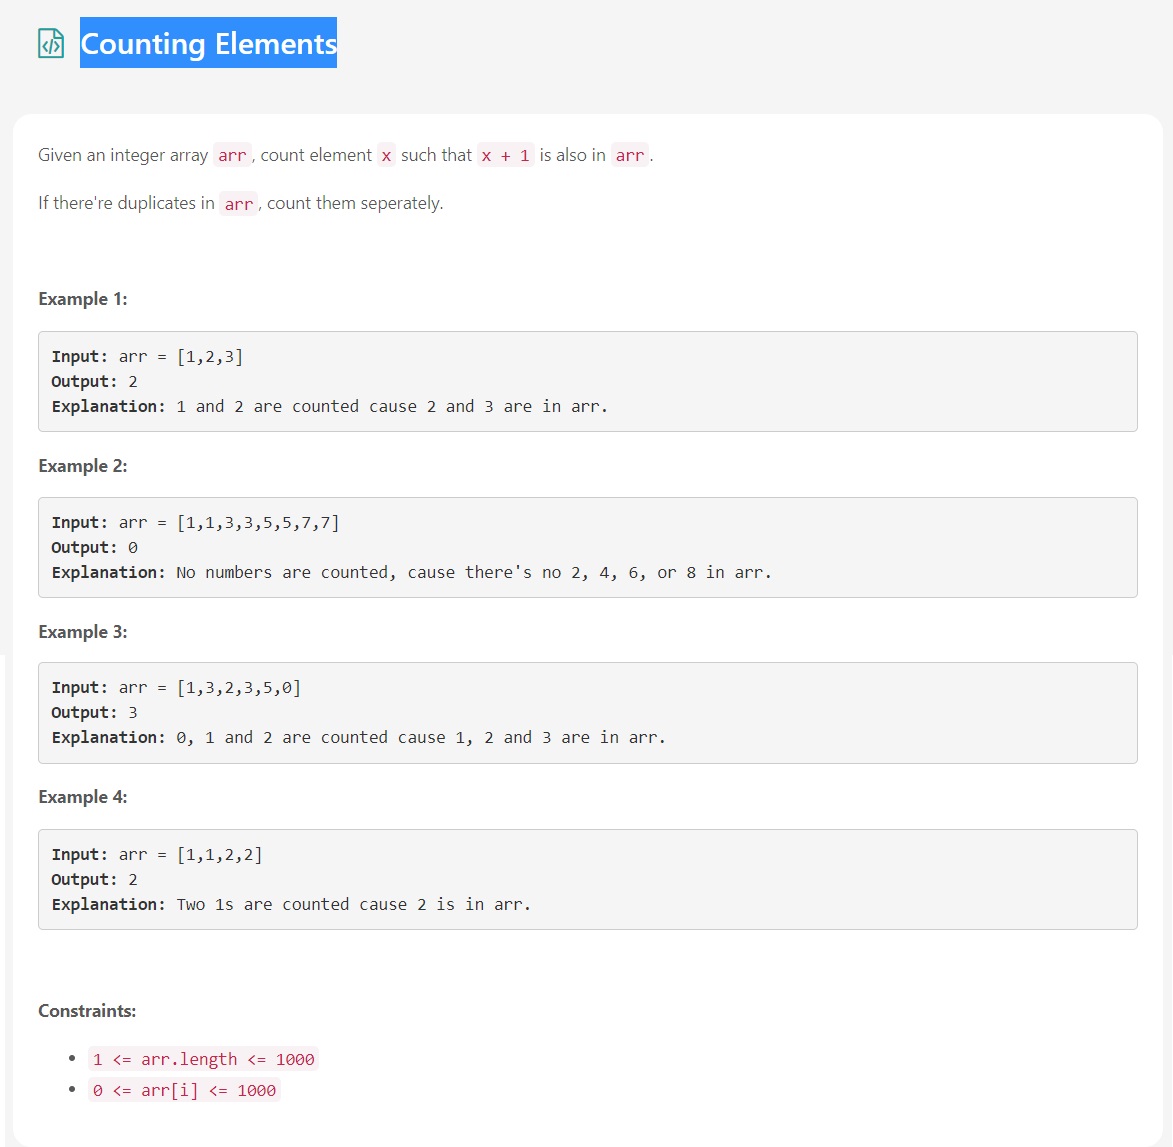 Counting Elements
Given an integer array arr, count element x such that x + 1 is also in arr.
If there're duplicates in arr, count them seperately.
Example 1:
Input: arr = [1,2,3]
Output: 2
Explanation: 1 and 2 are counted cause 2 and 3 are in arr.
Example 2:
Input: arr = [1,1,3,3,5,5,7,7]
Output: 0
Explanation: No numbers are counted, cause there's no 2, 4, 6, or 8 in arr.
Example 3:
Input: arr = [1,3,2,3,5,0]
Output: 3
Explanation: 0, 1 and 2 are counted cause 1, 2 and 3 are in arr.
Example 4:
Input: arr = [1,1,2,2]
Output: 2
Explanation: Two 1s are counted cause 2 is in arr.
Constraints:
• 1 <= arr.length <= 1000
• 0 <= arr[i] <= 1000